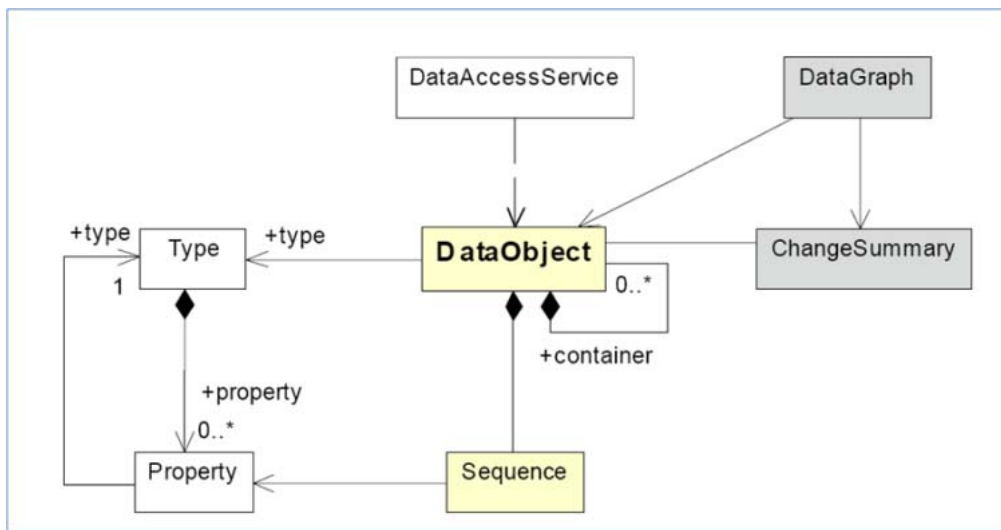 DataAccessService
DataGraph
+type
Type
+type
DataObject
ChangeSummary
1
0..*
+container
+property
0..*
Property
Sequence